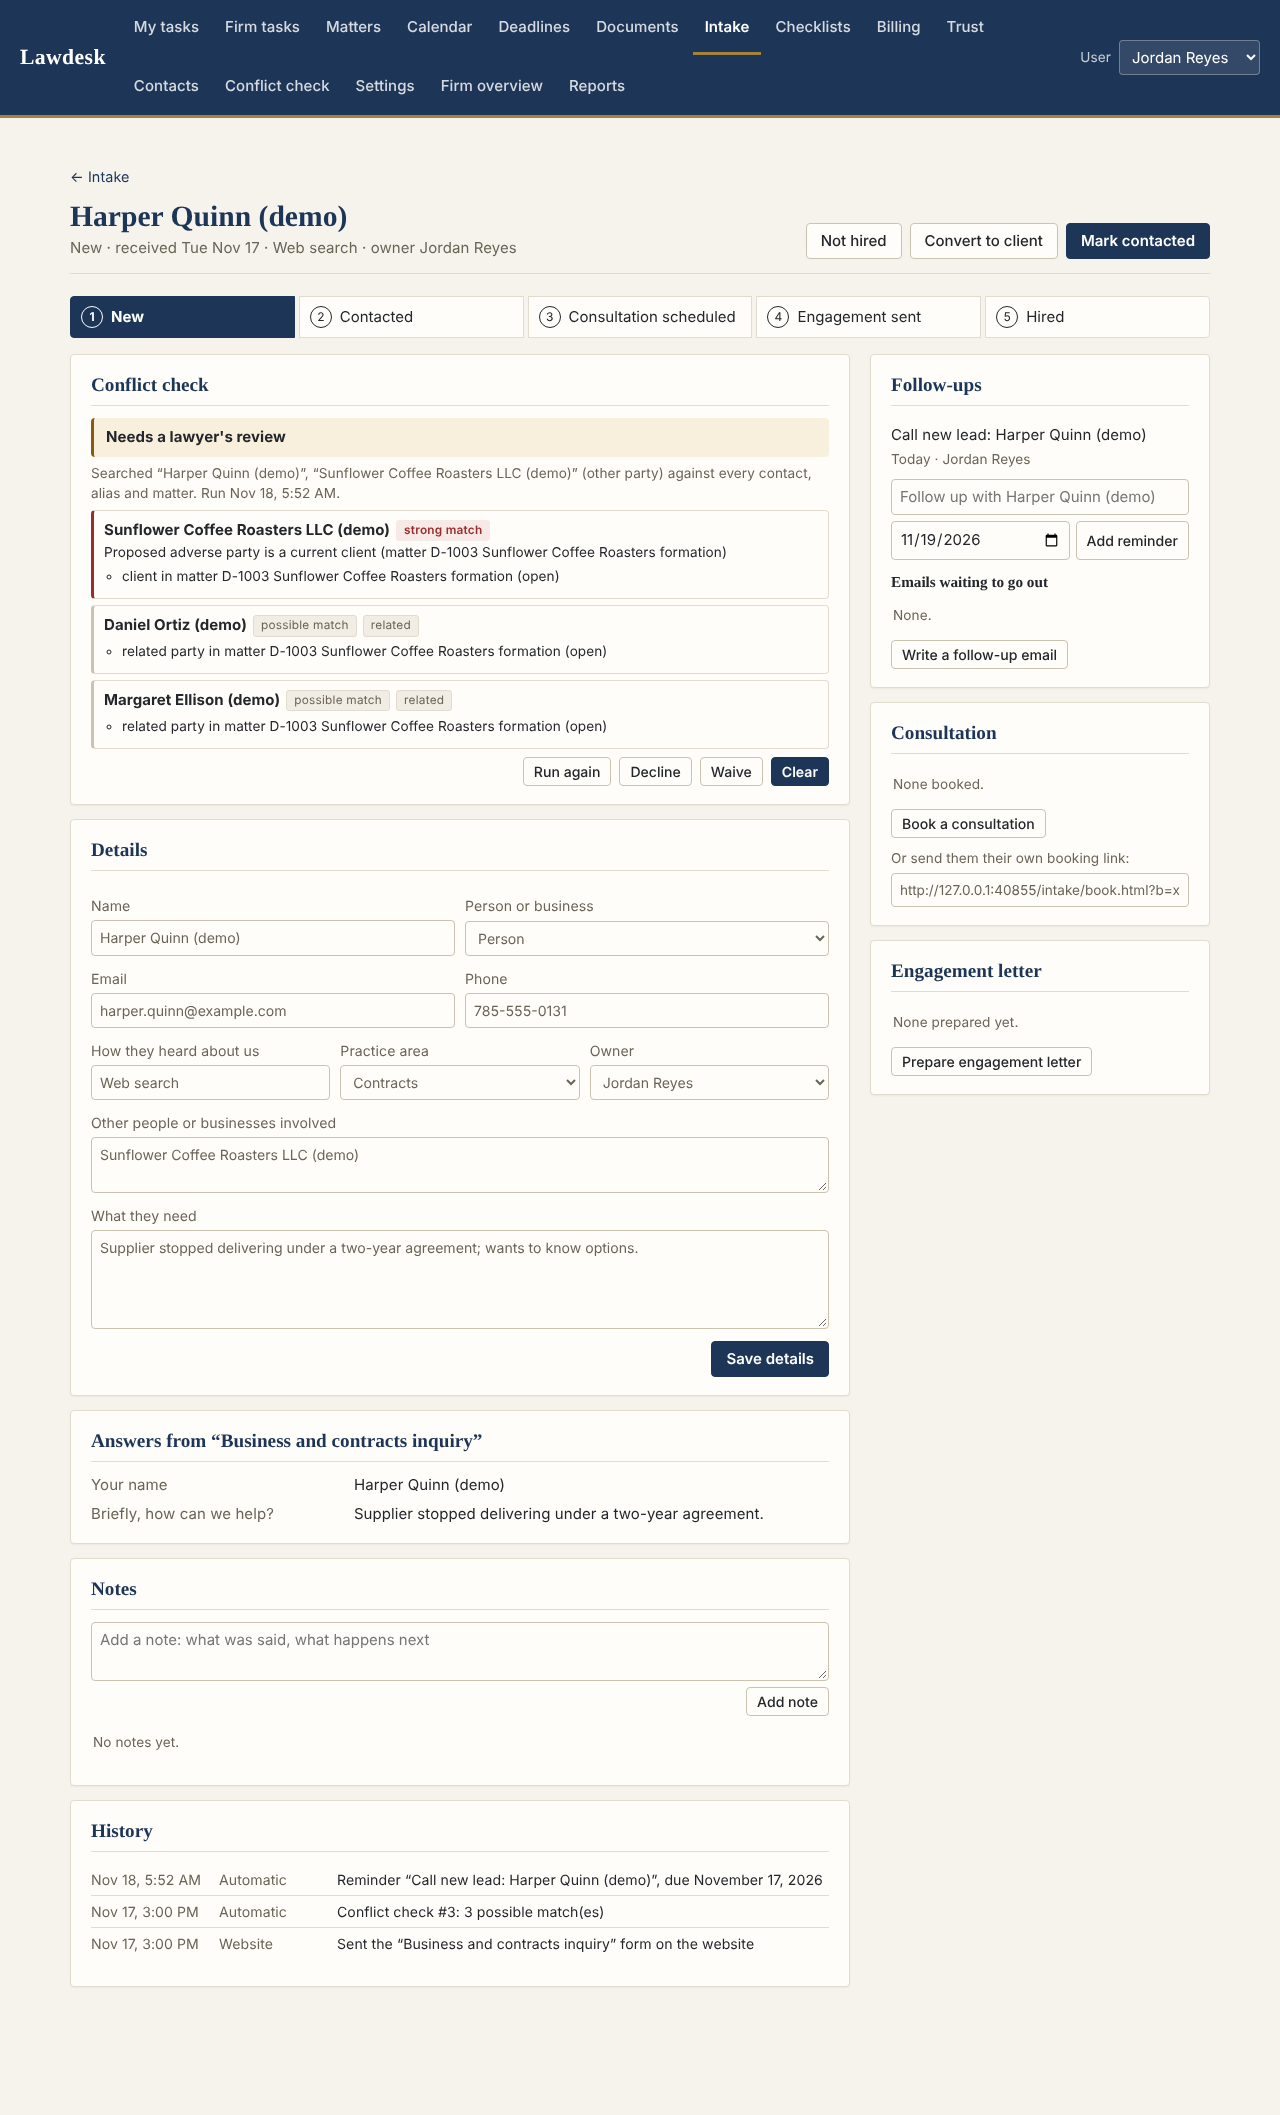 Lawdesk
My tasks
Firm tasks
Matters
Calendar
Deadlines
Documents
Intake
Checklists
Billing
Trust
Contacts
Conflict check
Settings
Firm overview
Reports
User
Jordan Reyes
← Intake
Harper Quinn (demo)
New · received Tue Nov 17 · Web search · owner Jordan Reyes
Not hired
Convert to client
Mark contacted
1 New
2 Contacted
3 Consultation scheduled
4 Engagement sent
5 Hired
Conflict check
Needs a lawyer's review
Searched “Harper Quinn (demo)”, “Sunflower Coffee Roasters LLC (demo)” (other party) against every contact,
alias and matter. Run Nov 18, 5:52 AM.
Sunflower Coffee Roasters LLC (demo) strong match
Proposed adverse party is a current client (matter D-1003 Sunflower Coffee Roasters formation)
client in matter D-1003 Sunflower Coffee Roasters formation (open)
Daniel Ortiz (demo) possible match related
related party in matter D-1003 Sunflower Coffee Roasters formation (open)
Margaret Ellison (demo) possible match related
related party in matter D-1003 Sunflower Coffee Roasters formation (open)
Run again
Decline
Waive
Clear
Details
Name
Harper Quinn (demo)
Person or business
Person
Email
harper.quinn@example.com
Phone
785-555-0131
How they heard about us
Web search
Practice area
Contracts
Owner
Jordan Reyes
Other people or businesses involved
Sunflower Coffee Roasters LLC (demo)
What they need
Supplier stopped delivering under a two-year agreement; wants to know options.
Save details
Answers from “Business and contracts inquiry”
Your name Harper Quinn (demo)
Briefly, how can we help? Supplier stopped delivering under a two-year agreement.
Notes
Add a note: what was said, what happens next
Add note
No notes yet.
History
Nov 18, 5:52 AM Automatic Reminder “Call new lead: Harper Quinn (demo)”, due November 17, 2026
Nov 17, 3:00 PM Automatic Conflict check #3: 3 possible match(es)
Nov 17, 3:00 PM Website Sent the “Business and contracts inquiry” form on the website
Follow-ups
Call new lead: Harper Quinn (demo)
Today · Jordan Reyes
Follow up with Harper Quinn (demo)
11/19/2026
Add reminder
Emails waiting to go out
None.
Write a follow-up email
Consultation
None booked.
Book a consultation
Or send them their own booking link:
http://127.0.0.1:40855/intake/book.html?b=x
Engagement letter
None prepared yet.
Prepare engagement letter